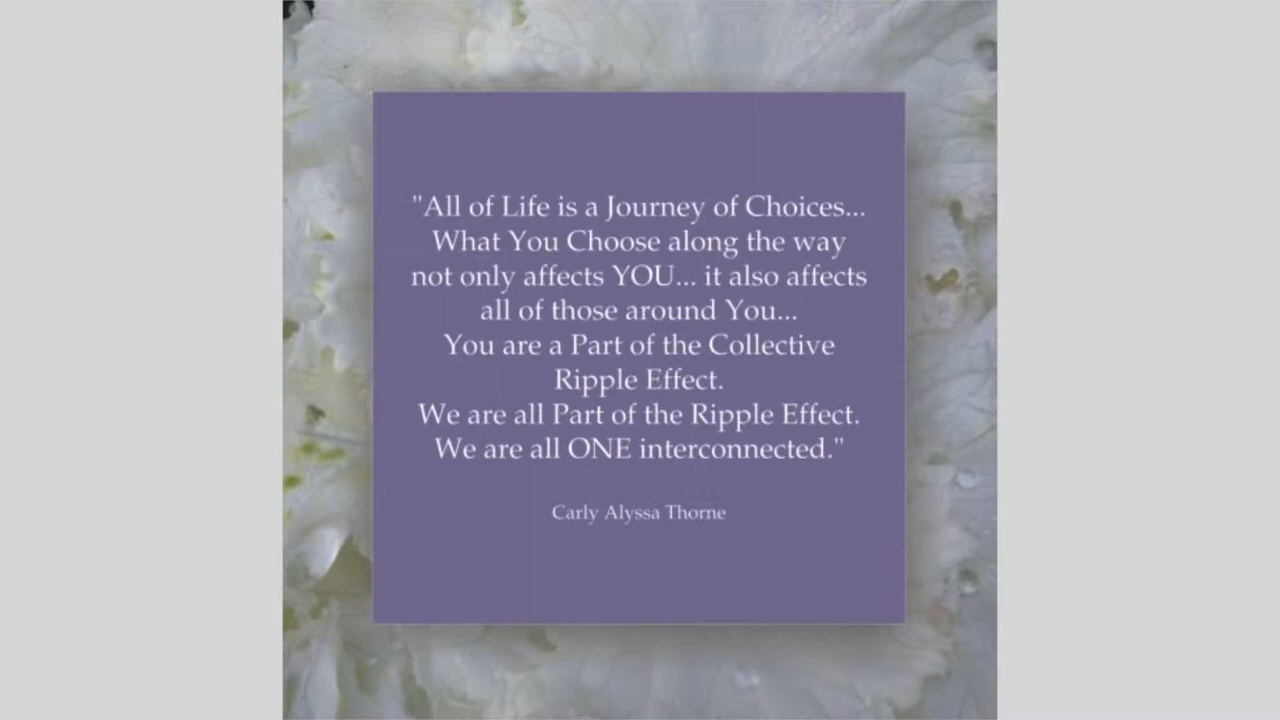 "All of Life is a Journey of Choices...
What You Choose along the way
not only affects YOU... it also affects
all of those around You...
You are a Part of the Collective
Ripple Effect.
We are all Part of the Ripple Effect.
We are all ONE interconnected."
Carly Alyssa Thorne